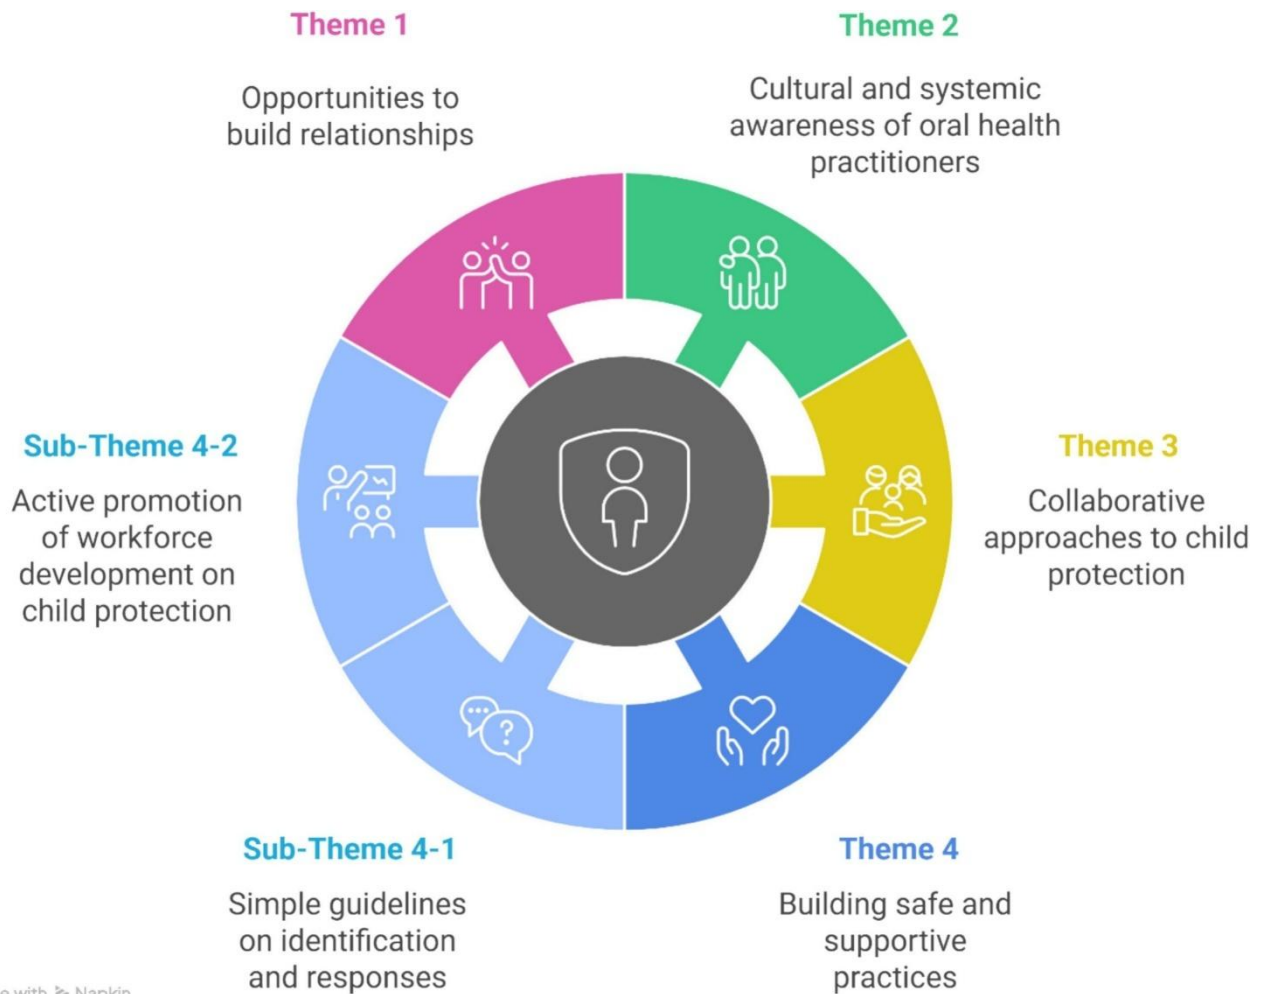 Theme 1
Opportunities to
build relationships
Theme 2
Cultural and systemic
awareness of oral health
practitioners
Theme 3
Collaborative
approaches to child
protection
Theme 4
Building safe and
supportive
practices
Sub-Theme 4-1
Simple guidelines
on identification
and responses
Sub-Theme 4-2
Active promotion
of workforce
development on
child protection
?
with Napkin